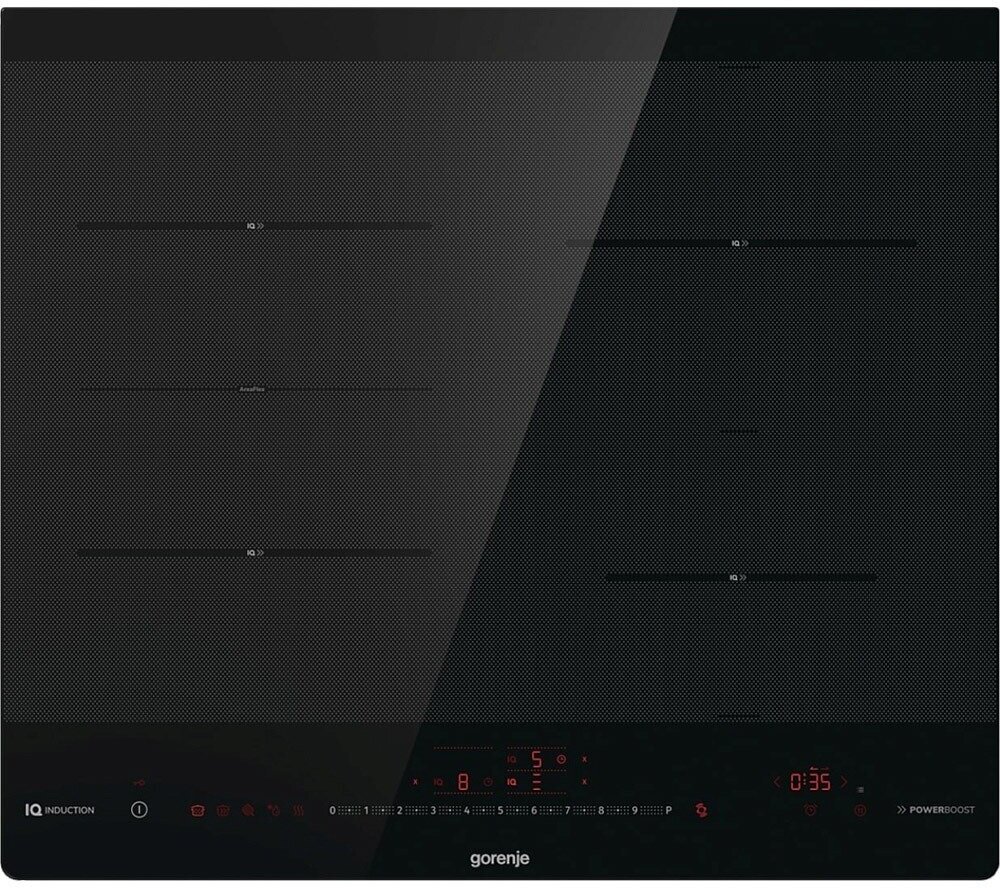 IQ
IQ
AreaFlex
IQ
IQ
IQ 5 x
x IQ 8 IQ x
0:35
IQ INDUCTION
0 1 2 3 4 5 6 7 8 9 P
POWERBOOST
gorenje